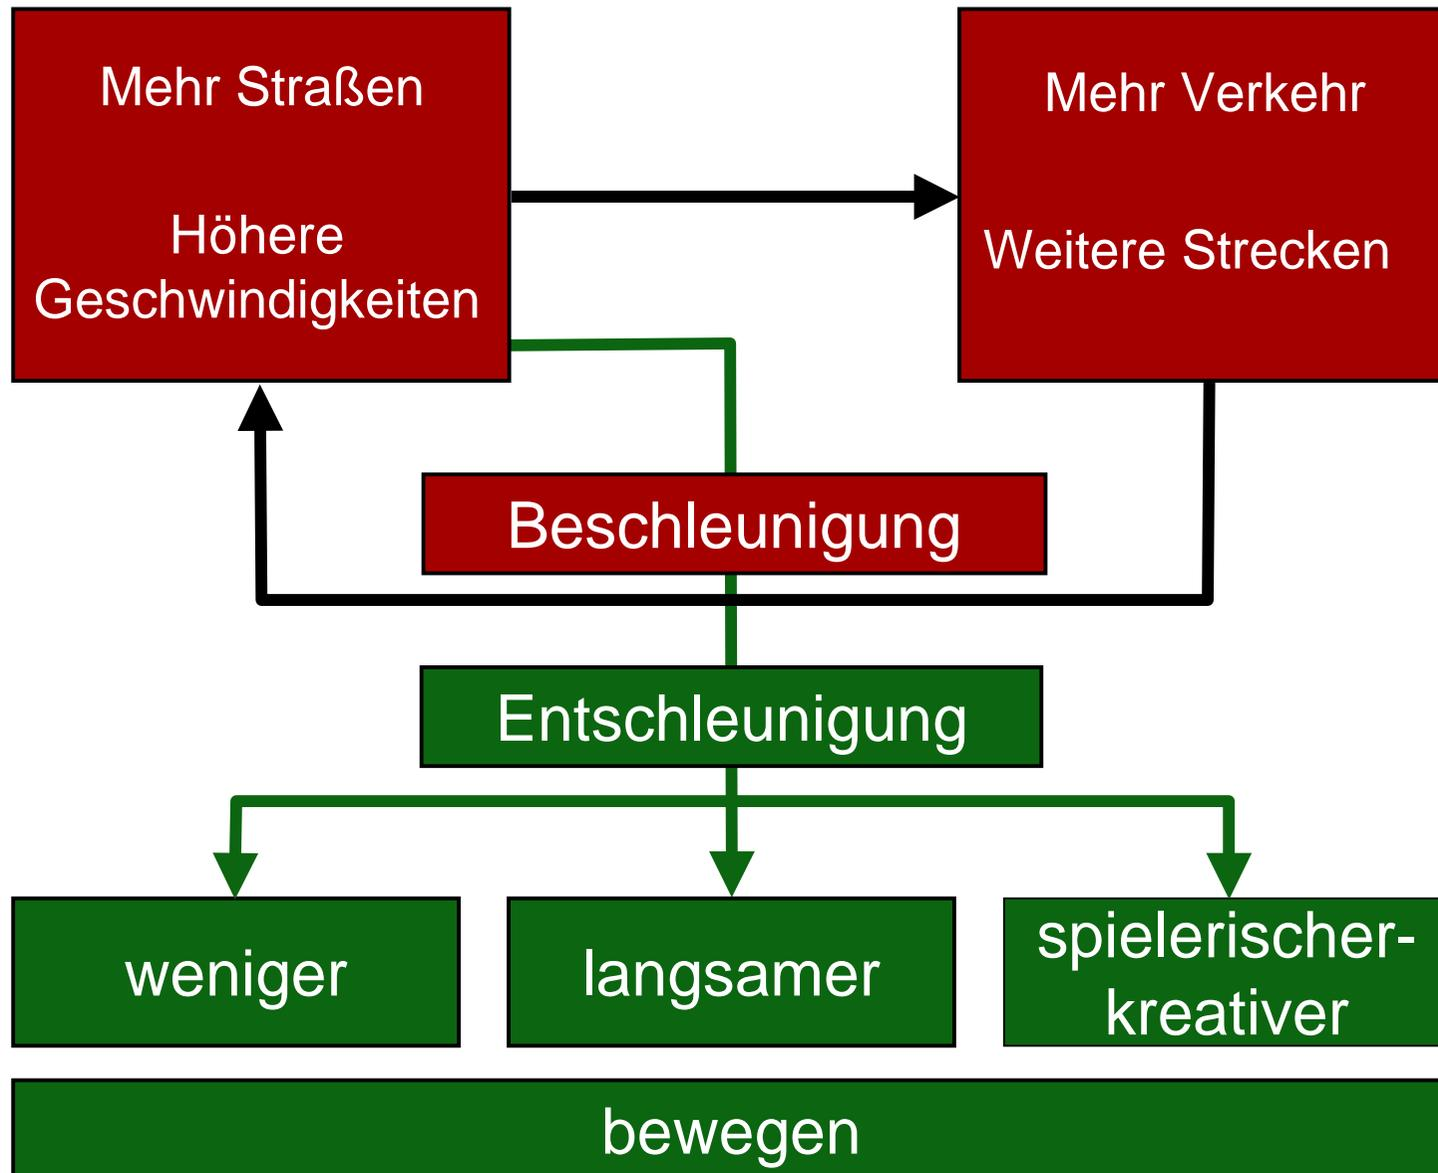 Mehr Straßen
Höhere
Geschwindigkeiten
Mehr Verkehr
Weitere Strecken
Beschleunigung
Entschleunigung
weniger
langsamer
spielerischer-
kreativer
bewegen